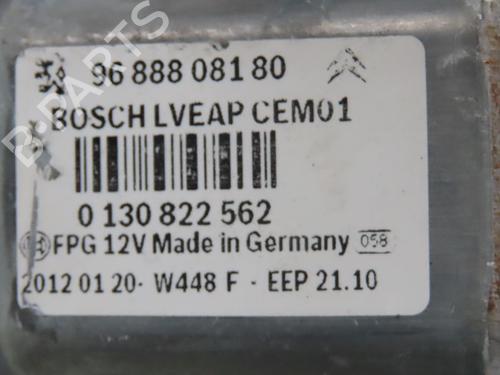 96 888 081 80
BOSCH LVEAP CEM01
0 130 822 562
FPG 12V Made in Germany 058
2012 01 20· W448 F - EEP 21.10
B-PARTS